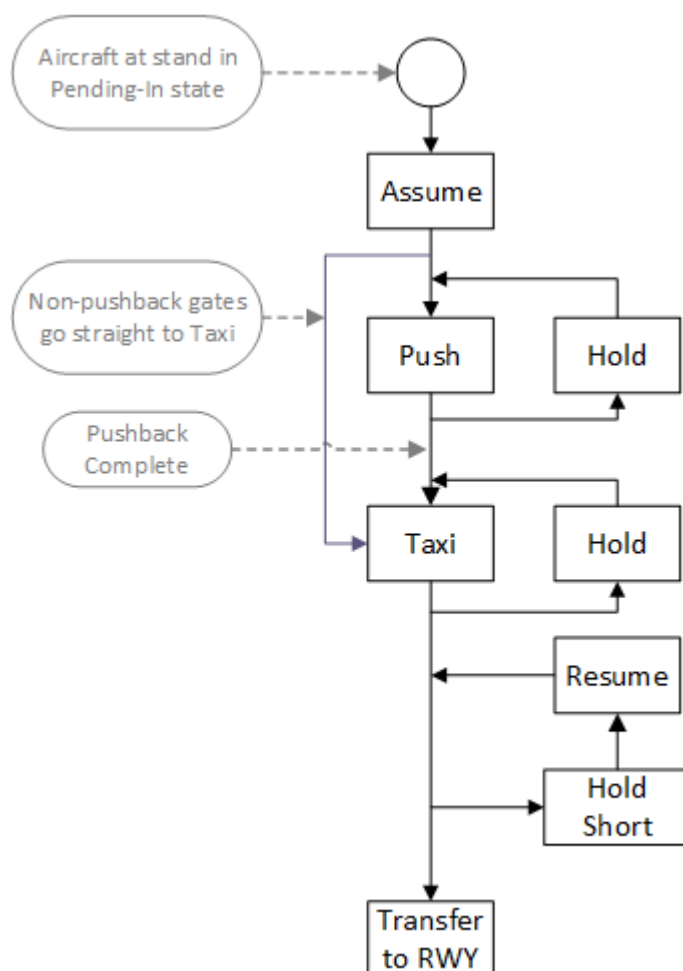 Aircraft at stand in
Pending-In state
Assume
Non-pushback gates
go straight to Taxi
Push
Hold
Pushback
Complete
Taxi
Hold
Resume
Hold
Short
Transfer
to RWY